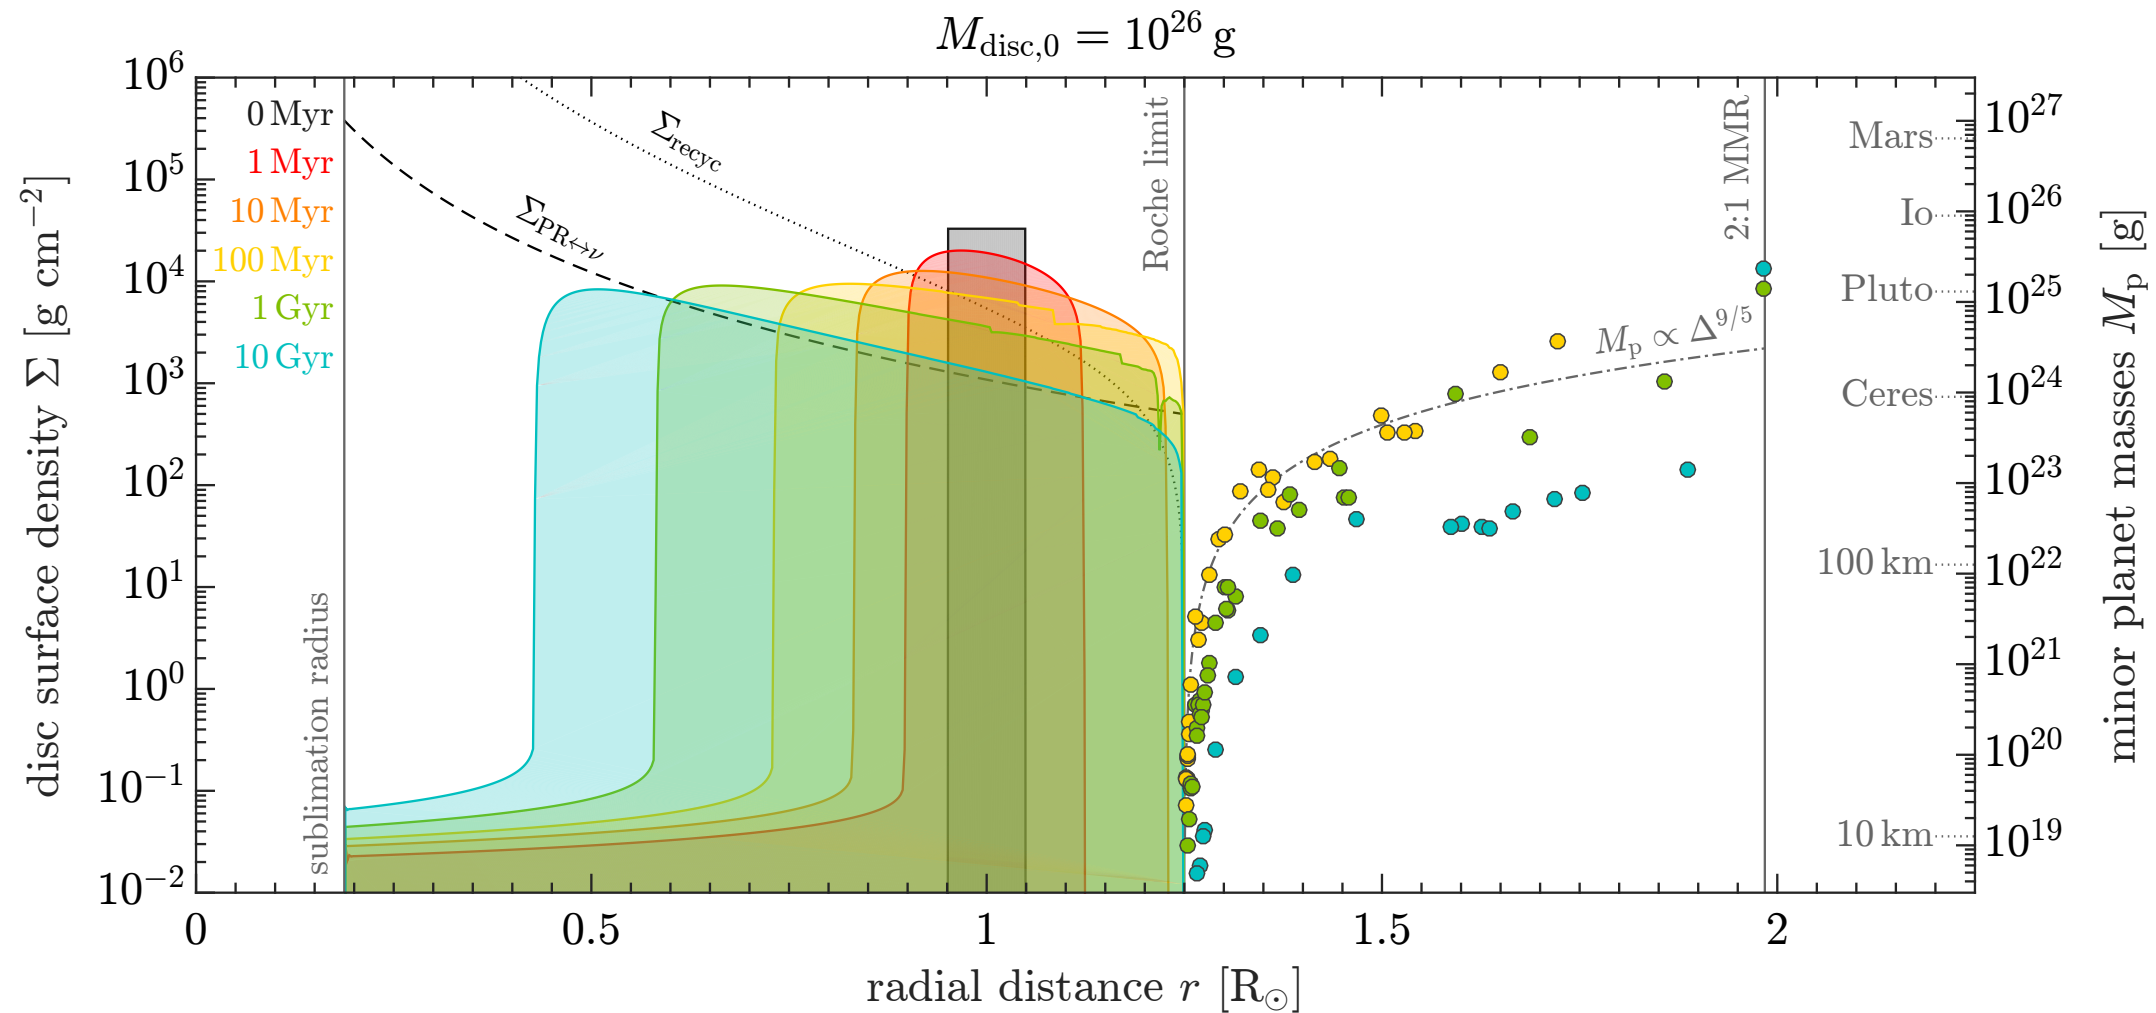 M_disc,0 = 10^26 g
disc surface density Σ [g cm^−2]
10^6
10^5
10^4
10^3
10^2
10^1
10^0
10^−1
10^−2
0 Myr
1 Myr
10 Myr
100 Myr
1 Gyr
10 Gyr
sublimation radius
Σ_PR↔ν
Σ_recyc
Roche limit
2:1 MMR
M_p ∝ Δ^9/5
Mars
Io
Pluto
Ceres
100 km
10 km
10^27
10^26
10^25
10^24
10^23
10^22
10^21
10^20
10^19
minor planet masses M_p [g]
0
0.5
1
1.5
2
radial distance r [R_⊙]